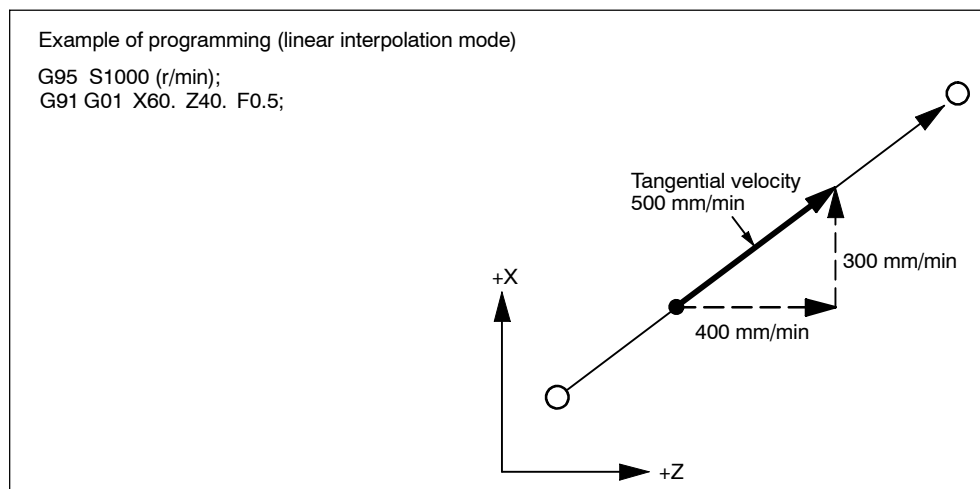 Example of programming (linear interpolation mode)
G95 S1000 (r/min);
G91 G01 X60. Z40. F0.5;
Tangential velocity
500 mm/min
300 mm/min
+X
400 mm/min
+Z